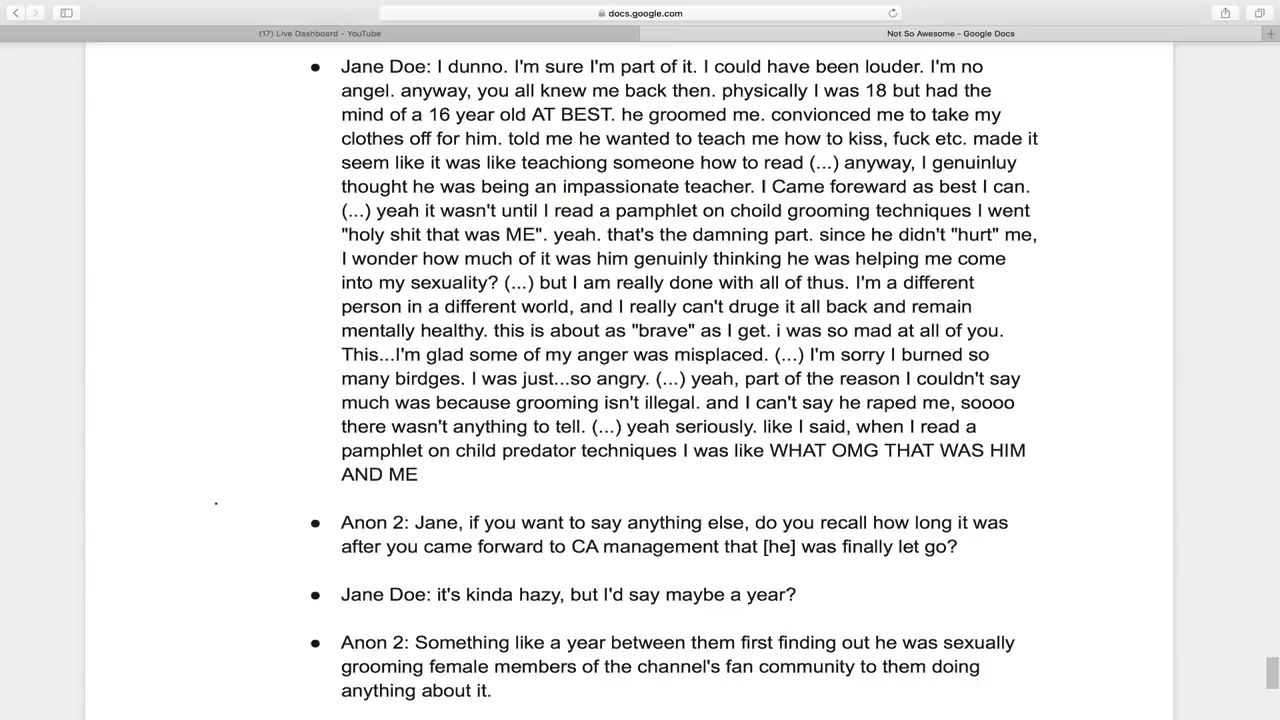 docs.google.com
(17) Live Dashboard - YouTube
Not So Awesome - Google Docs
● Jane Doe: I dunno. I'm sure I'm part of it. I could have been louder. I'm no
angel. anyway, you all knew me back then. physically I was 18 but had the
mind of a 16 year old AT BEST. he groomed me. convionced me to take my
clothes off for him. told me he wanted to teach me how to kiss, fuck etc. made it
seem like it was like teachiong someone how to read (...) anyway, I genuinluy
thought he was being an impassionate teacher. I Came foreward as best I can.
(...) yeah it wasn't until I read a pamphlet on choild grooming techniques I went
"holy shit that was ME". yeah. that's the damning part. since he didn't "hurt" me,
I wonder how much of it was him genuinly thinking he was helping me come
into my sexuality? (...) but I am really done with all of thus. I'm a different
person in a different world, and I really can't druge it all back and remain
mentally healthy. this is about as "brave" as I get. i was so mad at all of you.
This...I'm glad some of my anger was misplaced. (...) I'm sorry I burned so
many birdges. I was just...so angry. (...) yeah, part of the reason I couldn't say
much was because grooming isn't illegal. and I can't say he raped me, soooo
there wasn't anything to tell. (...) yeah seriously. like I said, when I read a
pamphlet on child predator techniques I was like WHAT OMG THAT WAS HIM
AND ME
● Anon 2: Jane, if you want to say anything else, do you recall how long it was
after you came forward to CA management that [he] was finally let go?
● Jane Doe: it's kinda hazy, but I'd say maybe a year?
● Anon 2: Something like a year between them first finding out he was sexually
grooming female members of the channel's fan community to them doing
anything about it.